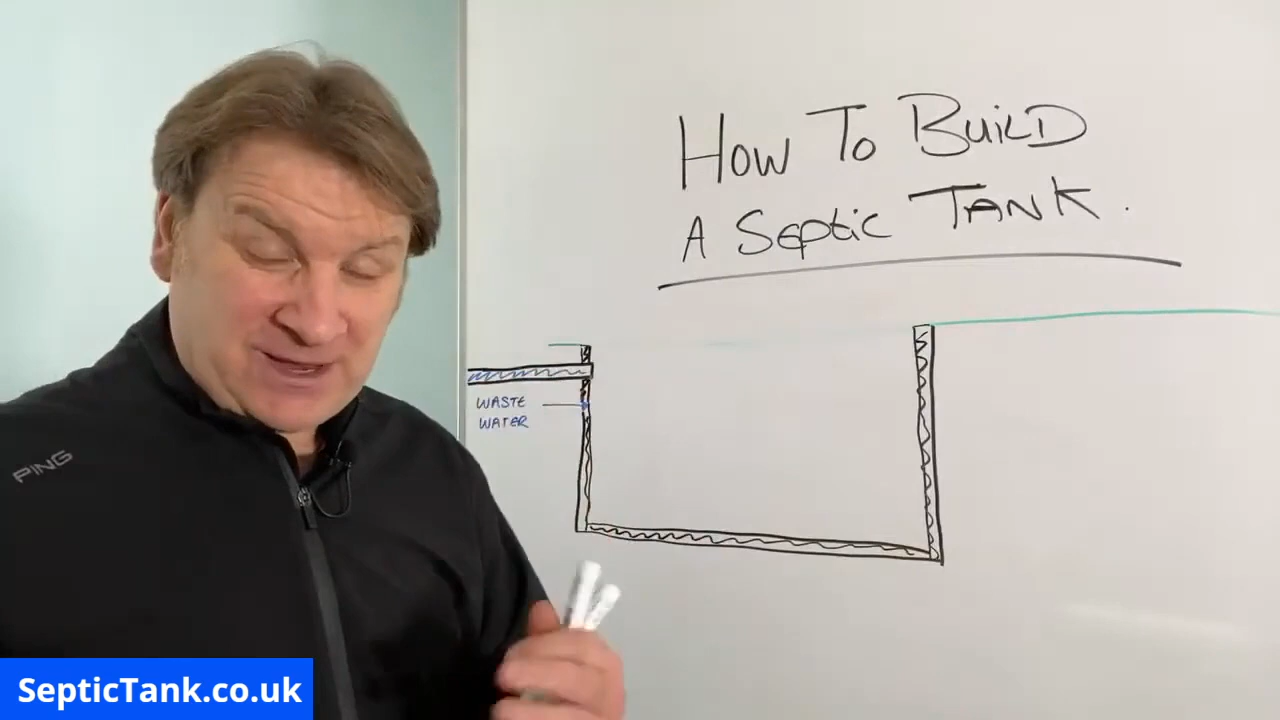 How To BuilD
A Septic TANK.
WASTE
WATER
PING
SepticTank.co.uk